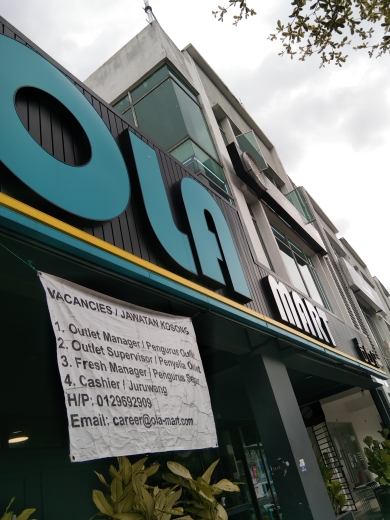 OLA
MART
VACANCIES / JAWATAN KOSONG
1. Outlet Manager / Pengurus Outlet
2. Outlet Supervisor / Penyelia Outlet
3. Fresh Manager / Pengurus Segar
4. Cashier / Juruwang
H/P: 0129692909
Email: career@ola-mart.com